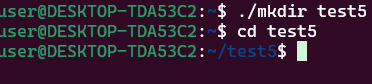 user@DESKTOP-TDA53C2:~$ ./mkdir test5
user@DESKTOP-TDA53C2:~$ cd test5
user@DESKTOP-TDA53C2:~/test5$